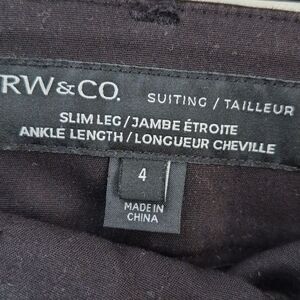 RW&CO. SUITING / TAILLEUR
SLIM LEG / JAMBE ÉTROITE
ANKLE LENGTH / LONGUEUR CHEVILLE
4
MADE IN
CHINA